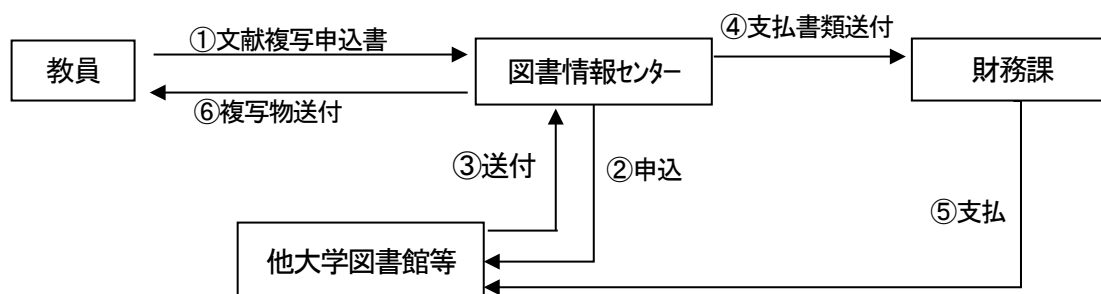 ①文献複写申込書
④支払書類送付
教員
図書情報センター
財務課
⑥複写物送付
③送付
②申込
⑤支払
他大学図書館等